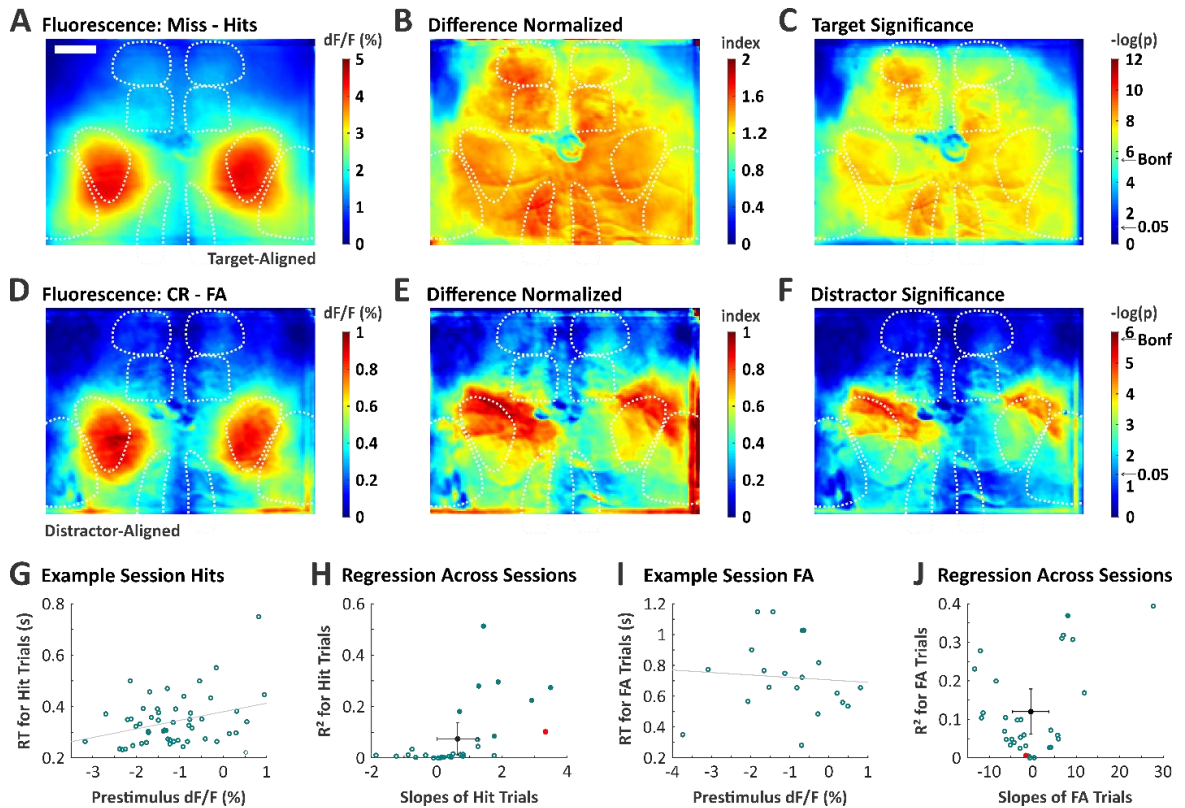 A Fluorescence: Miss - Hits
dF/F (%)
5
4
3
2
1
0
Target-Aligned
B Difference Normalized
index
2
1.6
1.2
0.8
0.4
0
C Target Significance
-log(p)
12
10
8
6
←Bonf
4
2
←0.05
0
D Fluorescence: CR - FA
dF/F (%)
1
0.8
0.6
0.4
0.2
0
Distractor-Aligned
E Difference Normalized
index
1
0.8
0.6
0.4
0.2
0
F Distractor Significance
-log(p)
6
←Bonf
5
4
3
2
←0.05
1
0
G Example Session Hits
RT for Hit Trials (s)
0.8
0.6
0.4
0.2
-3 -2 -1 0 1
Prestimulus dF/F (%)
H Regression Across Sessions
R² for Hit Trials
0.6
0.4
0.2
0
-2 0 2 4
Slopes of Hit Trials
I Example Session FA
RT for FA Trials (s)
1.2
1
0.8
0.6
0.4
0.2
-4 -3 -2 -1 0 1
Prestimulus dF/F (%)
J Regression Across Sessions
R² for FA Trials
0.4
0.3
0.2
0.1
0
-10 0 10 20 30
Slopes of FA Trials